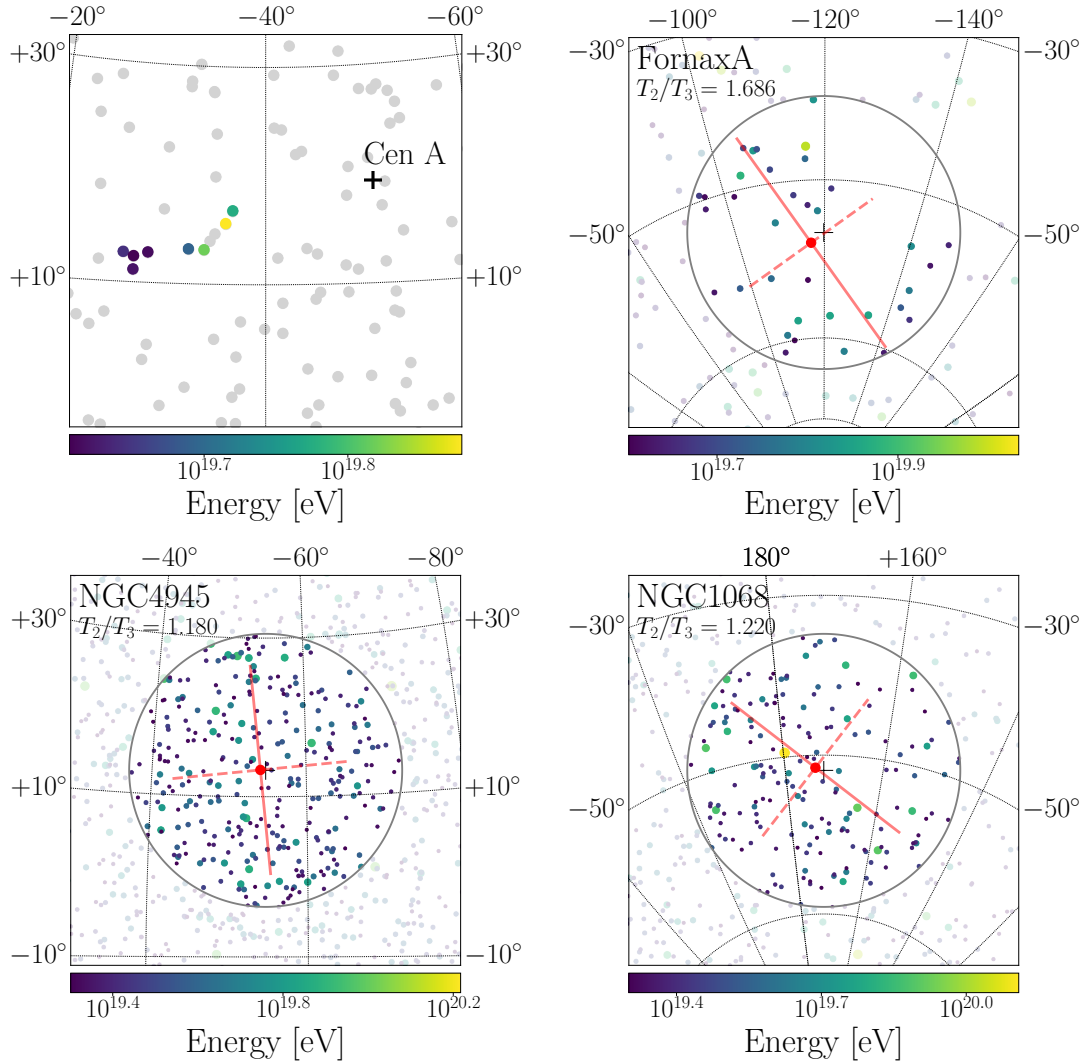 −20° −40° −60°
+30° +30°
Cen A
+10° +10°
10^19.7 10^19.8
Energy [eV]
−100° −120° −140°
−30° −30°
FornaxA
T₂/T₃ = 1.686
−50° −50°
10^19.7 10^19.9
Energy [eV]
−40° −60° −80°
+30° +30°
NGC4945
T₂/T₃ = 1.180
+10° +10°
−10° −10°
10^19.4 10^19.8 10^20.2
Energy [eV]
180° +160°
−30° −30°
NGC1068
T₂/T₃ = 1.220
−50° −50°
10^19.4 10^19.7 10^20.0
Energy [eV]